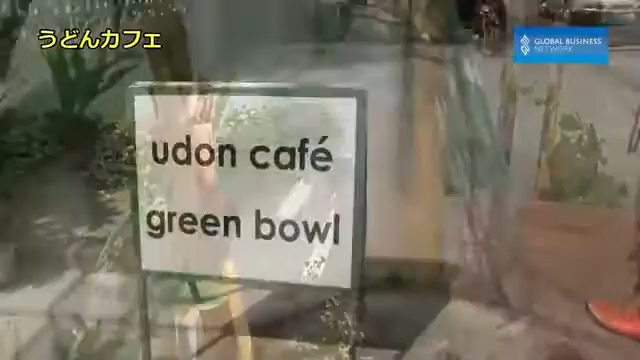 うどんカフェ
GLOBAL BUSINESS
NETWORK
udon café
green bowl